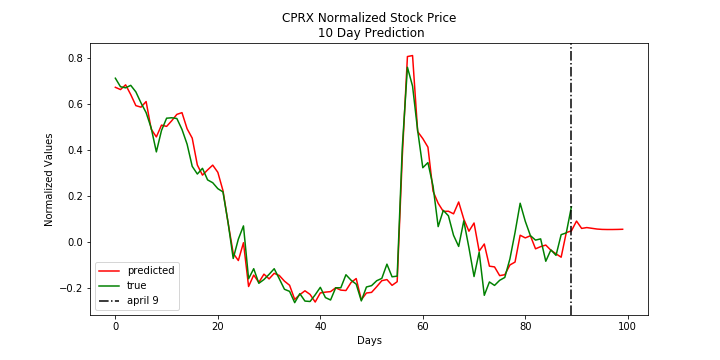 CPRX Normalized Stock Price
10 Day Prediction
Normalized Values
0.8
0.6
0.4
0.2
0.0
−0.2
predicted
true
april 9
0 20 40 60 80 100
Days